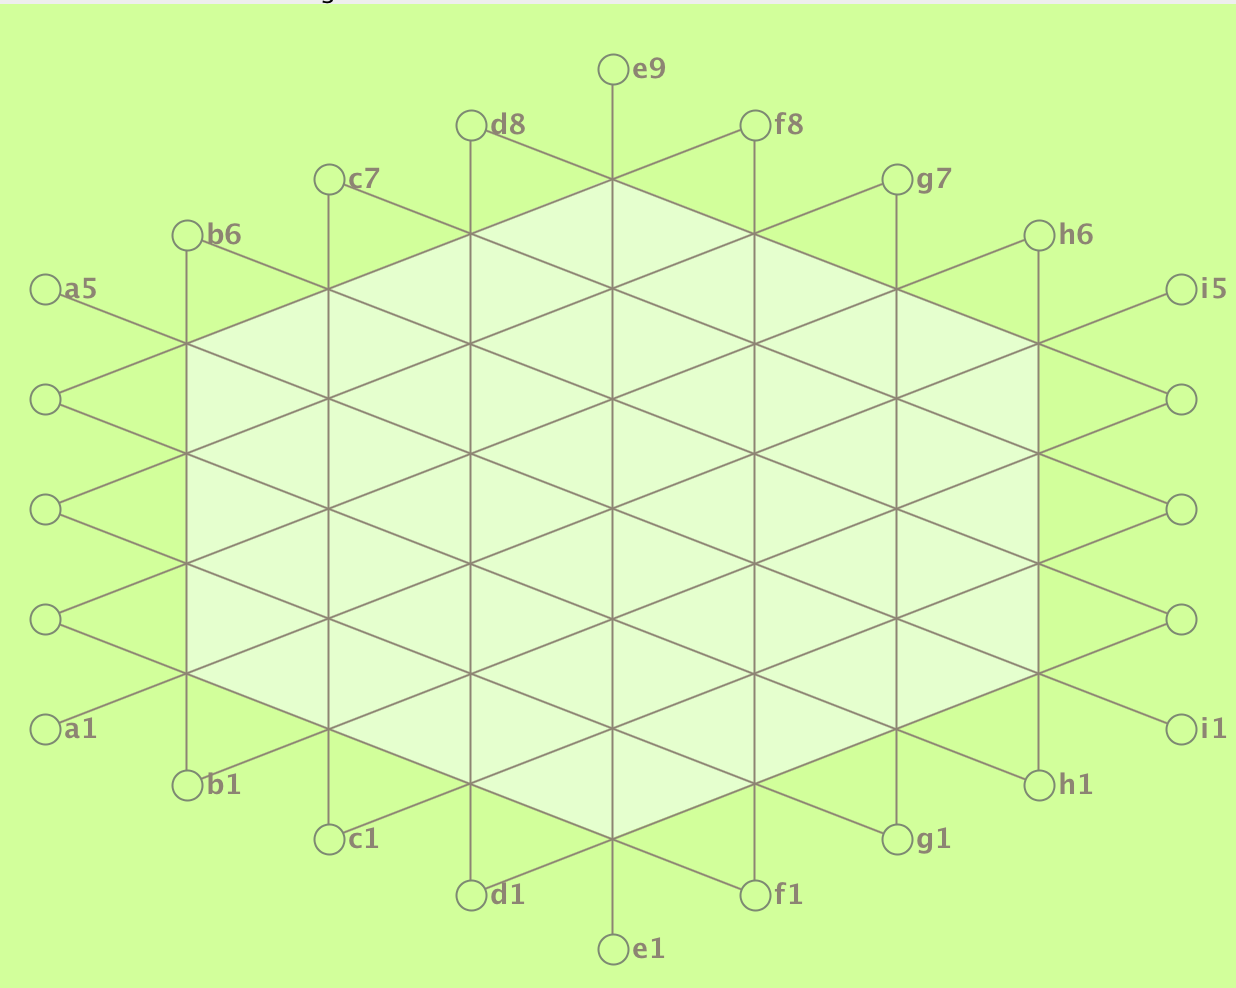 e9
d8 f8
c7 g7
b6 h6
a5 i5
a1 i1
b1 h1
c1 g1
d1 f1
e1